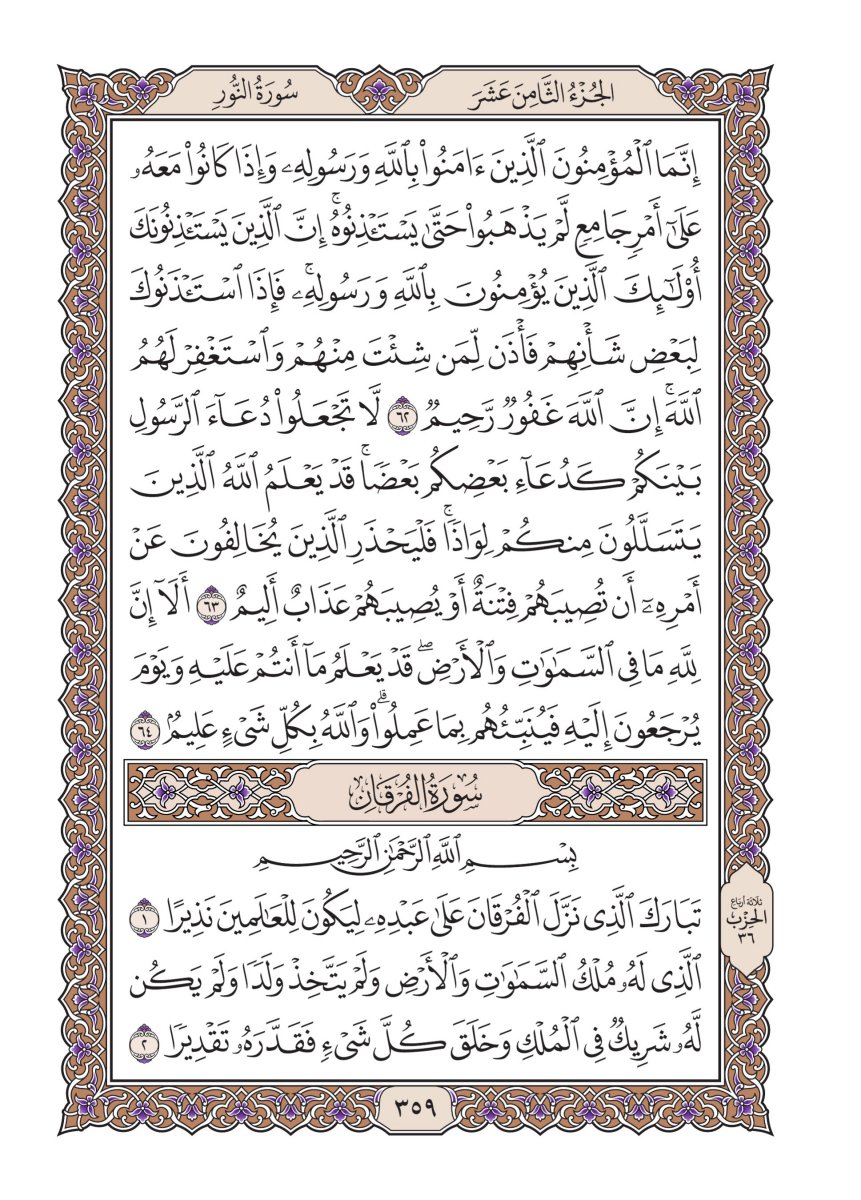 الجُزْءُ الثَّامِنَ عَشَرَ
سُورَةُ النُّورِ
إِنَّمَا ٱلْمُؤْمِنُونَ ٱلَّذِينَ ءَامَنُوا۟ بِٱللَّهِ وَرَسُولِهِۦ وَإِذَا كَانُوا۟ مَعَهُۥ
عَلَىٰٓ أَمْرٍ جَامِعٍ لَّمْ يَذْهَبُوا۟ حَتَّىٰ يَسْتَـْٔذِنُوهُ ۚ إِنَّ ٱلَّذِينَ يَسْتَـْٔذِنُونَكَ
أُو۟لَـٰٓئِكَ ٱلَّذِينَ يُؤْمِنُونَ بِٱللَّهِ وَرَسُولِهِۦ ۚ فَإِذَا ٱسْتَـْٔذَنُوكَ
لِبَعْضِ شَأْنِهِمْ فَأْذَن لِّمَن شِئْتَ مِنْهُمْ وَٱسْتَغْفِرْ لَهُمُ
ٱللَّهَ ۚ إِنَّ ٱللَّهَ غَفُورٌ رَّحِيمٌ ٦٢ لَّا تَجْعَلُوا۟ دُعَآءَ ٱلرَّسُولِ
بَيْنَكُمْ كَدُعَآءِ بَعْضِكُم بَعْضًا ۚ قَدْ يَعْلَمُ ٱللَّهُ ٱلَّذِينَ
يَتَسَلَّلُونَ مِنكُمْ لِوَاذًا ۚ فَلْيَحْذَرِ ٱلَّذِينَ يُخَالِفُونَ عَنْ
أَمْرِهِۦٓ أَن تُصِيبَهُمْ فِتْنَةٌ أَوْ يُصِيبَهُمْ عَذَابٌ أَلِيمٌ ٦٣ أَلَآ إِنَّ
لِلَّهِ مَا فِى ٱلسَّمَـٰوَٰتِ وَٱلْأَرْضِ ۖ قَدْ يَعْلَمُ مَآ أَنتُمْ عَلَيْهِ وَيَوْمَ
يُرْجَعُونَ إِلَيْهِ فَيُنَبِّئُهُم بِمَا عَمِلُوا۟ ۗ وَٱللَّهُ بِكُلِّ شَىْءٍ عَلِيمٌ ٦٤
سُورَةُ الفُرْقَانِ
بِسْمِ ٱللَّهِ ٱلرَّحْمَـٰنِ ٱلرَّحِيمِ
تَبَارَكَ ٱلَّذِى نَزَّلَ ٱلْفُرْقَانَ عَلَىٰ عَبْدِهِۦ لِيَكُونَ لِلْعَـٰلَمِينَ نَذِيرًا ١
ٱلَّذِى لَهُۥ مُلْكُ ٱلسَّمَـٰوَٰتِ وَٱلْأَرْضِ وَلَمْ يَتَّخِذْ وَلَدًا وَلَمْ يَكُن
لَّهُۥ شَرِيكٌ فِى ٱلْمُلْكِ وَخَلَقَ كُلَّ شَىْءٍ فَقَدَّرَهُۥ تَقْدِيرًا ٢
ثلاثة أرباع
الحِزْب
٣٦
٣٥٩